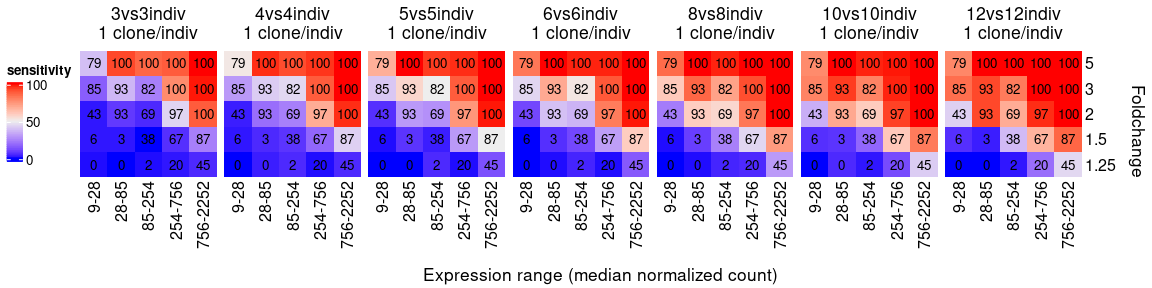 3vs3indiv 4vs4indiv 5vs5indiv 6vs6indiv 8vs8indiv 10vs10indiv 12vs12indiv
1 clone/indiv 1 clone/indiv 1 clone/indiv 1 clone/indiv 1 clone/indiv 1 clone/indiv 1 clone/indiv
sensitivity
100
50
0
79 100 100 100 100 79 100 100 100 100 79 100 100 100 100 79 100 100 100 100 79 100 100 100 100 79 100 100 100 100 79 100 100 100 100 5
85 93 82 100 100 85 93 82 100 100 85 93 82 100 100 85 93 82 100 100 85 93 82 100 100 85 93 82 100 100 85 93 82 100 100 3
43 93 69 97 100 43 93 69 97 100 43 93 69 97 100 43 93 69 97 100 43 93 69 97 100 43 93 69 97 100 43 93 69 97 100 2
6 3 38 67 87 6 3 38 67 87 6 3 38 67 87 6 3 38 67 87 6 3 38 67 87 6 3 38 67 87 6 3 38 67 87 1.5
0 0 2 20 45 0 0 2 20 45 0 0 2 20 45 0 0 2 20 45 0 0 2 20 45 0 0 2 20 45 0 0 2 20 45 1.25
Foldchange
9-28 28-85 85-254 254-756 756-2252 9-28 28-85 85-254 254-756 756-2252 9-28 28-85 85-254 254-756 756-2252 9-28 28-85 85-254 254-756 756-2252 9-28 28-85 85-254 254-756 756-2252 9-28 28-85 85-254 254-756 756-2252 9-28 28-85 85-254 254-756 756-2252
Expression range (median normalized count)